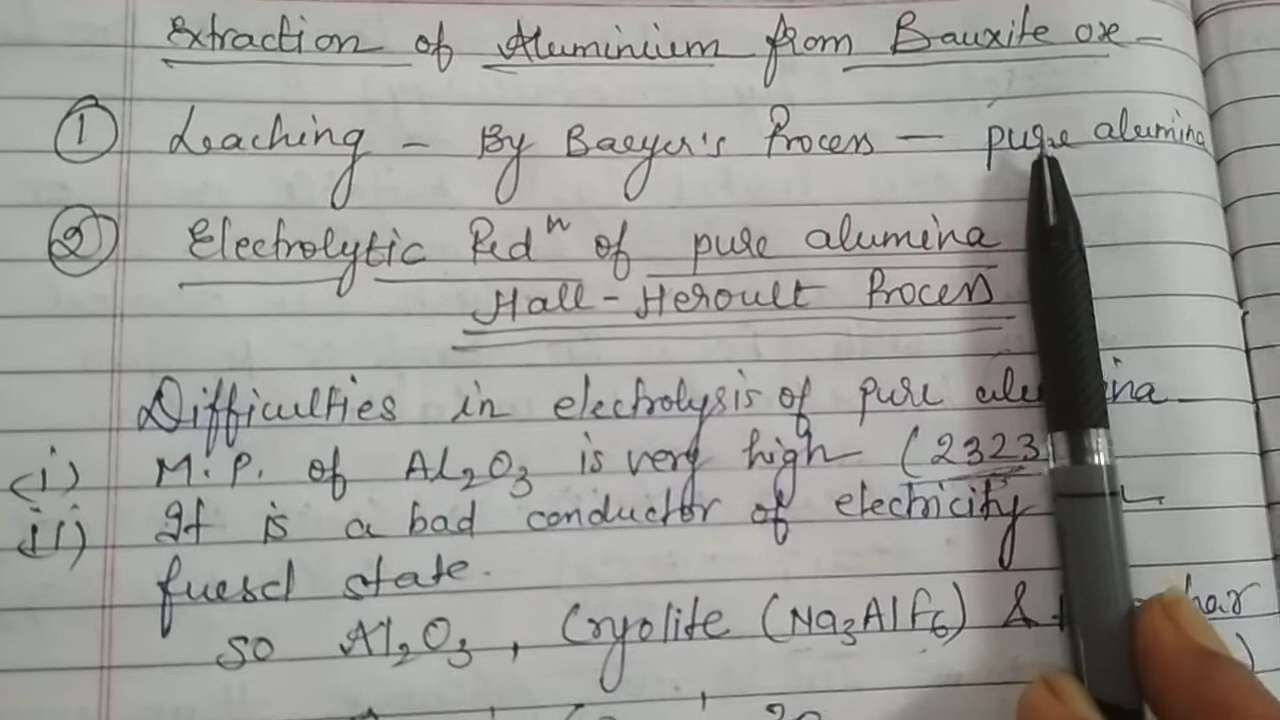 Extraction of Aluminium from Bauxite ore -
① Leaching - By Baeyer's Process — pure alumina
② Electrolytic Redⁿ of pure alumina
Hall-Heroult Process
Difficulties in electrolysis of pure alumina
(i) M.P. of Al₂O₃ is very high (2323
ii) It is a bad conductor of electricity
fuesd state.
so Al₂O₃, Cryolite (Na₃AlF₆) &